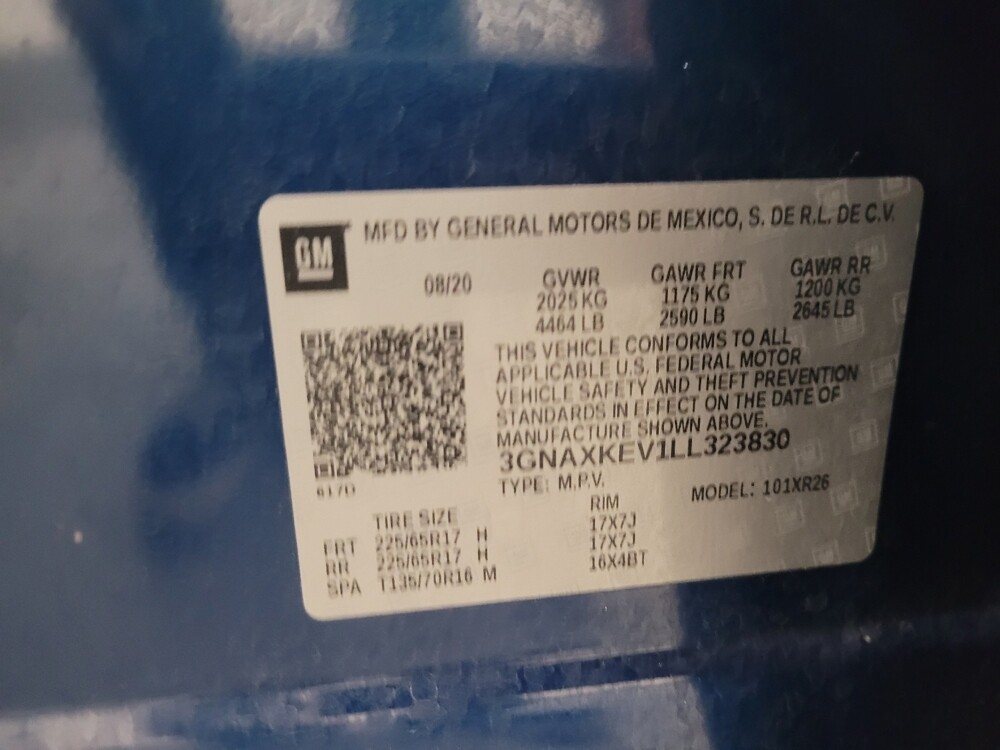 GM
MFD BY GENERAL MOTORS DE MEXICO, S. DE R.L. DE C.V.
08/20
GVWR
2025 KG
4464 LB
GAWR FRT
1175 KG
2590 LB
GAWR RR
1200 KG
2645 LB
THIS VEHICLE CONFORMS TO ALL
APPLICABLE U.S. FEDERAL MOTOR
VEHICLE SAFETY AND THEFT PREVENTION
STANDARDS IN EFFECT ON THE DATE OF
MANUFACTURE SHOWN ABOVE.
3GNAXKEV1LL323830
TYPE: M.P.V.
MODEL: 101XR26
TIRE SIZE RIM
FRT 225/65R17 H 17X7J
RR 225/65R17 H 17X7J
SPA T135/70R16 M 16X4BT